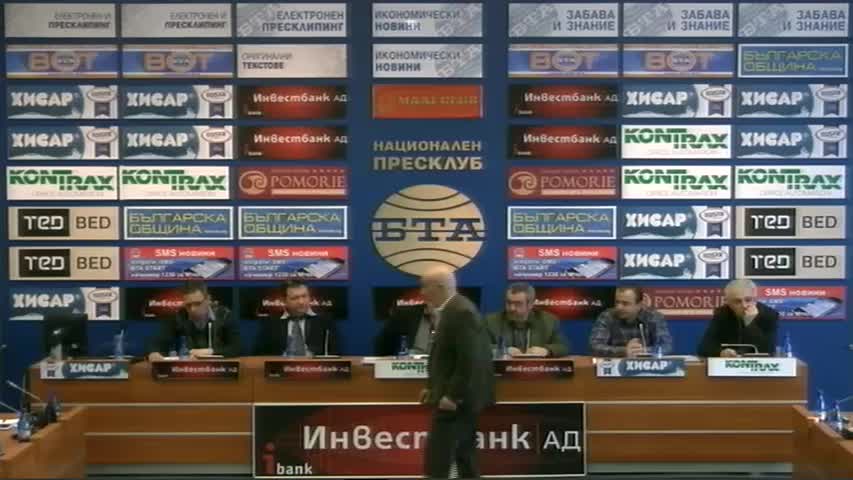 ЕЛЕКТРОНЕН И
ПРЕСКЛИПИНГ
ЕЛЕКТРОНЕН И
ПРЕСКЛИПИНГ
ИКОНОМИЧЕСКИ
НОВИНИ
ЗАБАВА
И ЗНАНИЕ
ЗАБАВА
И ЗНАНИЕ
ЗАБАВА
И ЗНАНИЕ
ВОТ
ВОТ
ОРИГИНАЛНИ
ТЕКСТОВЕ
ИКОНОМИЧЕСКИ
НОВИНИ
ВОТ
ВОТ
БЪЛГАРСКА
ОБЩИНА
ХИСАР
ХИСАР
ИНВЕСТБАНК АД
MAXI CLUB
ИНВЕСТБАНК АД
ХИСАР
ХИСАР
ХИСАР
ХИСАР
ИНВЕСТБАНК АД
НАЦИОНАЛЕН
ПРЕСКЛУБ
ИНВЕСТБАНК АД
KONTRAX
ХИСАР
KONTRAX
KONTRAX
POMORIE
POMORIE
KONTRAX
KONTRAX
TED BED
БЪЛГАРСКА
ОБЩИНА
БЪЛГАРСКА
ОБЩИНА
БТА
БЪЛГАРСКА
ОБЩИНА
ХИСАР
TED BED
TED BED
SMS НОВИНИ
SMS НОВИНИ
SMS НОВИНИ
ХИСАР
TED BED
ХИСАР
POMORIE
SMS НОВИНИ
ХИСАР
ИНВЕСТБАНК АД
ИНВЕСТБАНК АД
KONTRAX
ИНВЕСТБАНК АД
ХИСАР
KONTRAX
ИНВЕСТБАНК АД
i bank